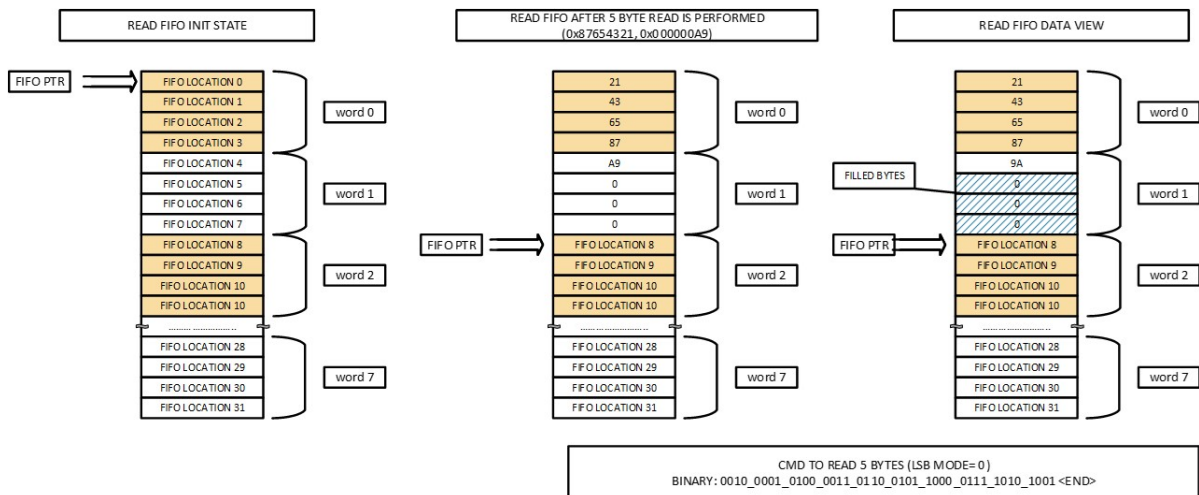 READ FIFO INIT STATE
FIFO PTR
FIFO LOCATION 0
FIFO LOCATION 1
FIFO LOCATION 2
FIFO LOCATION 3
FIFO LOCATION 4
FIFO LOCATION 5
FIFO LOCATION 6
FIFO LOCATION 7
FIFO LOCATION 8
FIFO LOCATION 9
FIFO LOCATION 10
FIFO LOCATION 10
........................
FIFO LOCATION 28
FIFO LOCATION 29
FIFO LOCATION 30
FIFO LOCATION 31
word 0
word 1
word 2
word 7
READ FIFO AFTER 5 BYTE READ IS PERFORMED
(0x87654321, 0x000000A9)
21
43
65
87
A9
0
0
0
FIFO PTR
FIFO LOCATION 8
FIFO LOCATION 9
FIFO LOCATION 10
FIFO LOCATION 10
........................
FIFO LOCATION 28
FIFO LOCATION 29
FIFO LOCATION 30
FIFO LOCATION 31
word 0
word 1
word 2
word 7
READ FIFO DATA VIEW
21
43
65
87
9A
FILLED BYTES
0
0
0
FIFO PTR
FIFO LOCATION 8
FIFO LOCATION 9
FIFO LOCATION 10
FIFO LOCATION 10
........................
FIFO LOCATION 28
FIFO LOCATION 29
FIFO LOCATION 30
FIFO LOCATION 31
word 0
word 1
word 2
word 7
CMD TO READ 5 BYTES (LSB MODE= 0)
BINARY: 0010_0001_0100_0011_0110_0101_1000_0111_1010_1001 <END>